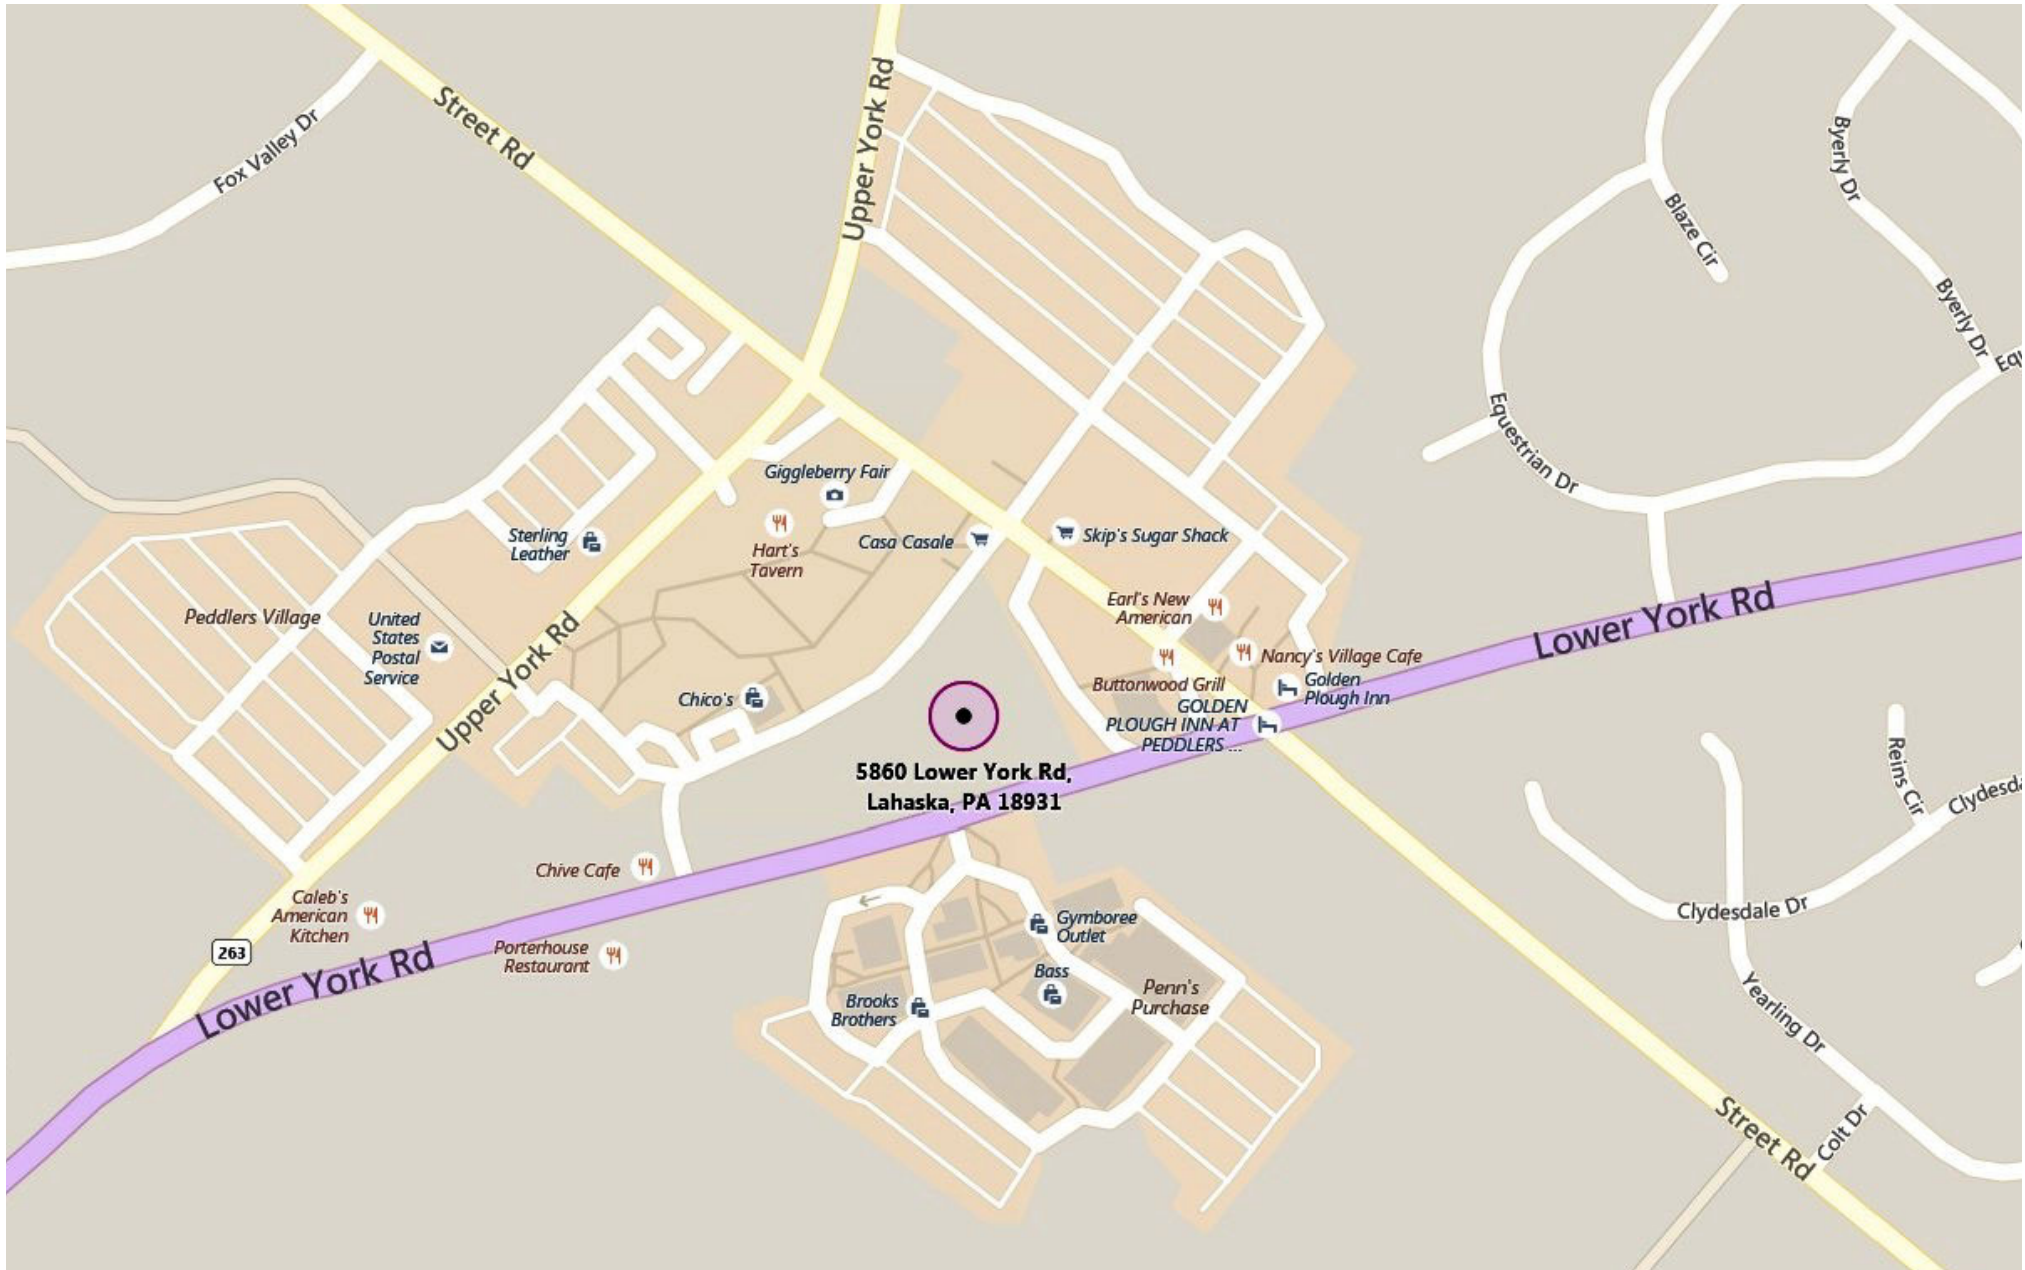 Street Rd
Fox Valley Dr
Upper York Rd
Byerly Dr
Blaze Cir
Byerly Dr
Equestrian Dr
Giggleberry Fair
Hart's
Tavern
Casa Casale
Skip's Sugar Shack
Sterling
Leather
Earl's New
American
Peddlers Village
United
States
Postal
Service
Upper York Rd
Lower York Rd
Nancy's Village Cafe
Buttonwood Grill
Golden
Plough Inn
GOLDEN
PLOUGH INN AT
PEDDLERS ...
Chico's
5860 Lower York Rd,
Lahaska, PA 18931
Reins Cir
Clydesdale Dr
Chive Cafe
Caleb's
American
Kitchen
263
Lower York Rd
Porterhouse
Restaurant
Gymboree
Outlet
Bass
Brooks
Brothers
Penn's
Purchase
Yearling Dr
Street Rd
Colt Dr